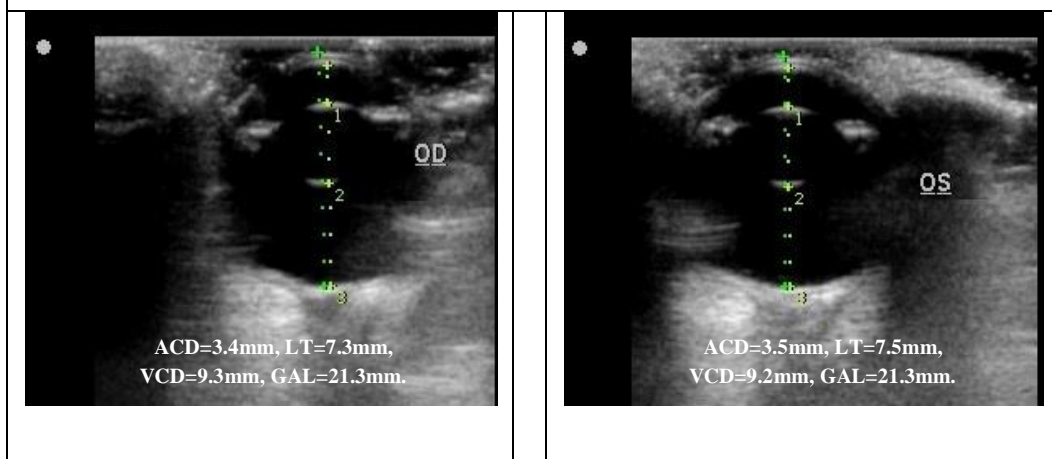 1
OD
2
3
ACD=3.4mm, LT=7.3mm,
VCD=9.3mm, GAL=21.3mm.
1
OS
2
3
ACD=3.5mm, LT=7.5mm,
VCD=9.2mm, GAL=21.3mm.